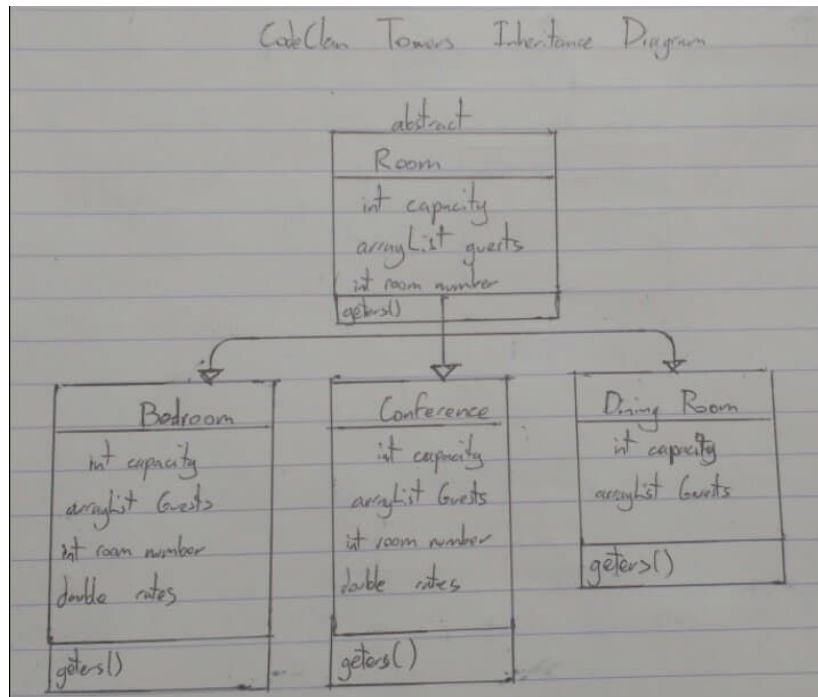 CodeClan Towers Inheritance Diagram
abstract
Room
int capacity
arrayList guests
int room number
geters()
Bedroom
int capacity
arrayList Guests
int room number
double rates
geters()
Conference
int capacity
arrayList Guests
int room number
double rates
geters()
Dining Room
int capacity
arrayList Guests
geters()